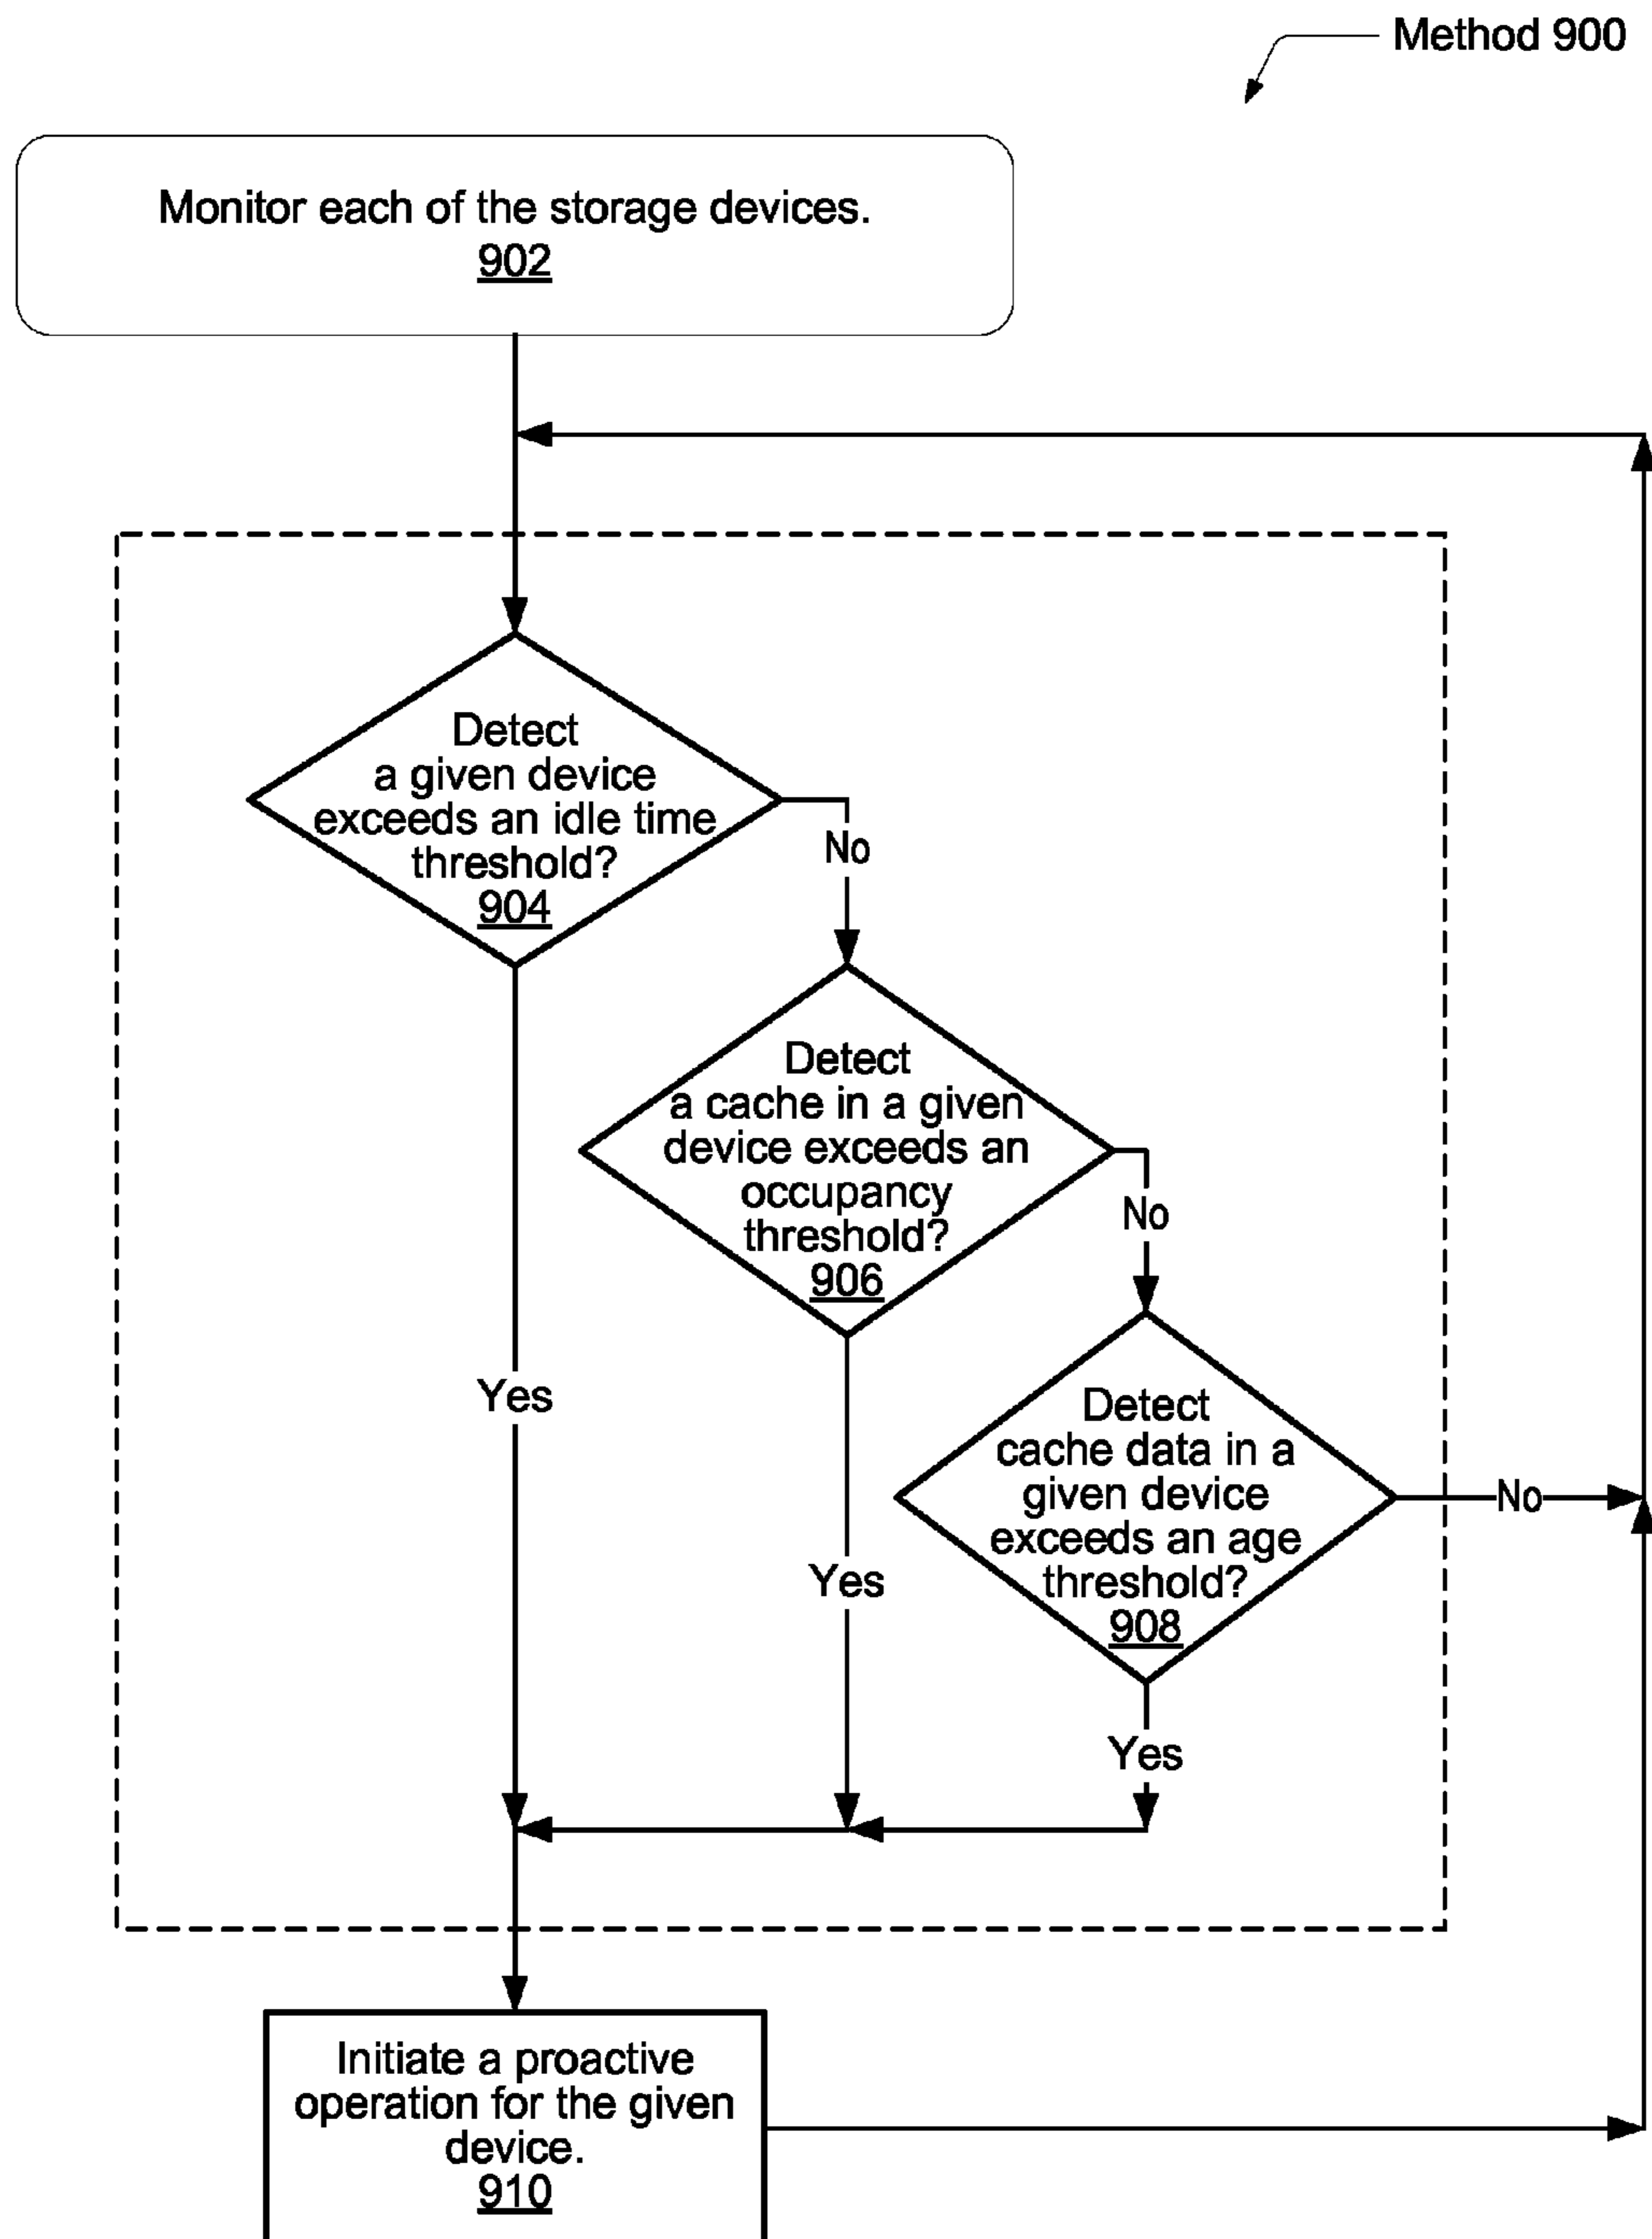 Method 900
Monitor each of the storage devices.
902
Detect
a given device
exceeds an idle time
threshold?
904
No
Detect
a cache in a given
device exceeds an
occupancy
threshold?
906
No
Detect
cache data in a
given device
exceeds an age
threshold?
908
No
Yes
Yes
Yes
Initiate a proactive
operation for the given
device.
910